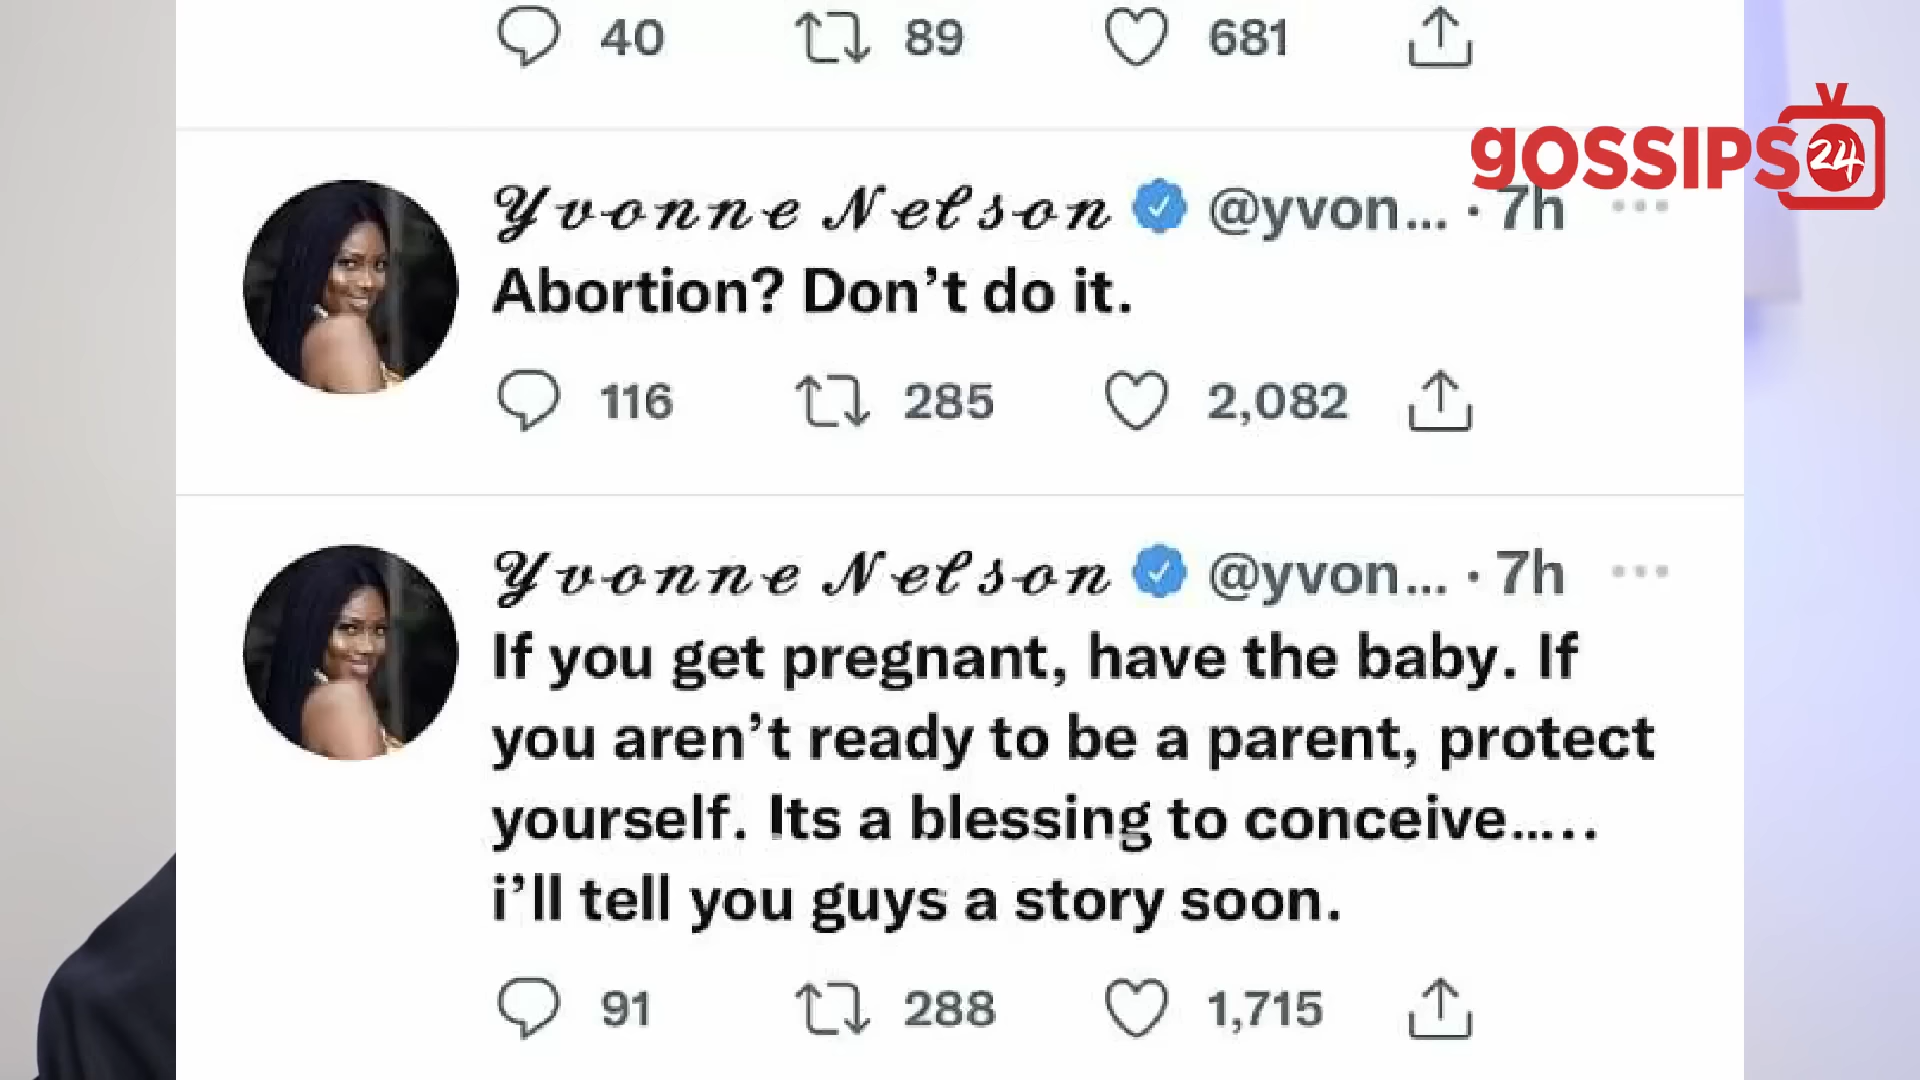 40 89 681
gossips 24
𝒴𝓋ℴ𝓃𝓃ℯ 𝒩ℯ𝓁𝓈ℴ𝓃 @yvon... · 7h
Abortion? Don’t do it.
116 285 2,082
𝒴𝓋ℴ𝓃𝓃ℯ 𝒩ℯ𝓁𝓈ℴ𝓃 @yvon... · 7h
If you get pregnant, have the baby. If
you aren’t ready to be a parent, protect
yourself. Its a blessing to conceive.....
i’ll tell you guys a story soon.
91 288 1,715